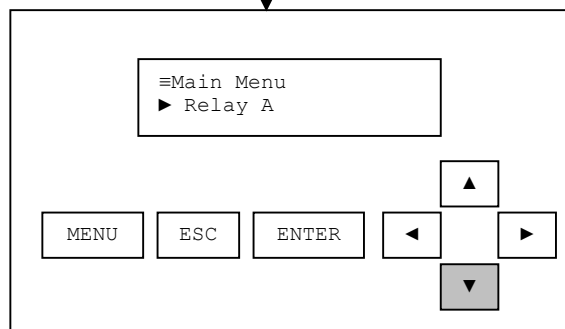 ≡Main Menu
► Relay A
▲
MENU ESC ENTER ◄ ►
▼